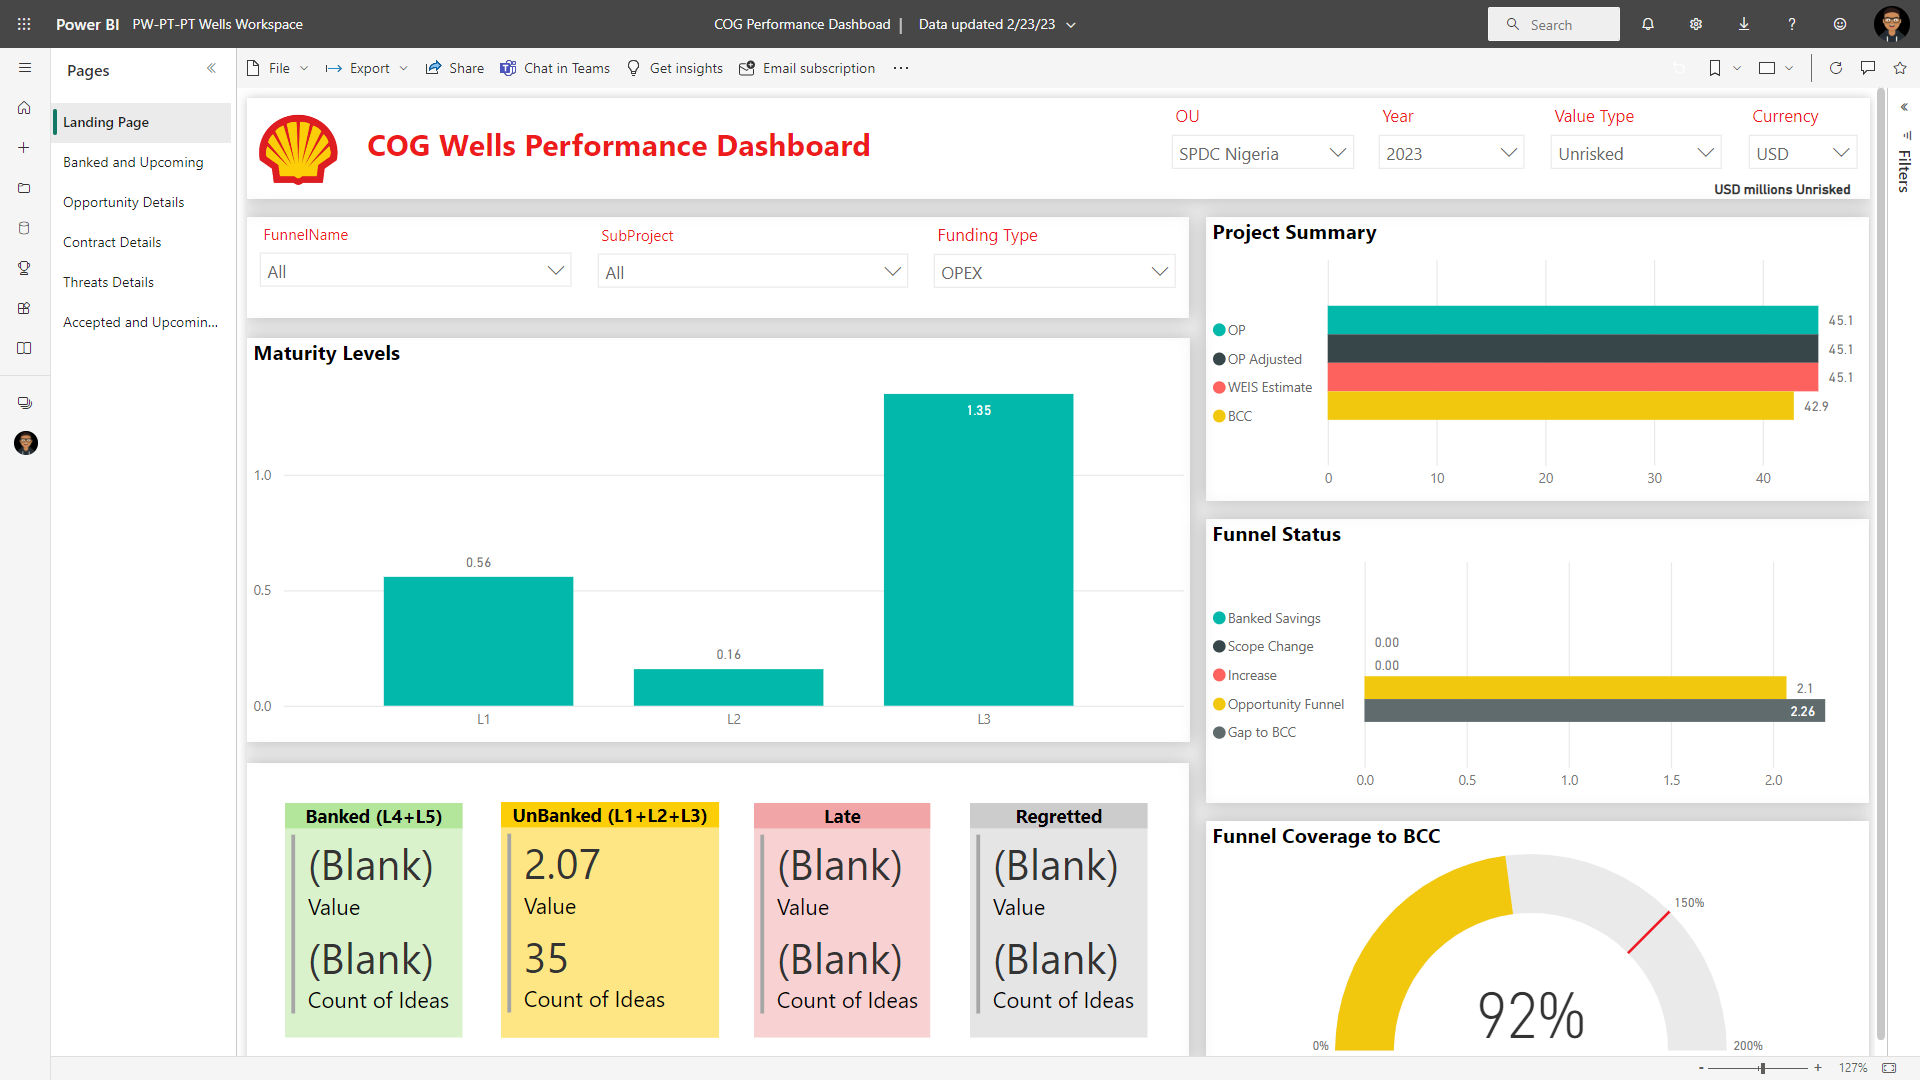 Power BI PW-PT-PT Wells Workspace
COG Performance Dashboad | Data updated 2/23/23
Search
Pages
File
Export
Share
Chat in Teams
Get insights
Email subscription
Landing Page
Banked and Upcoming
Opportunity Details
Contract Details
Threats Details
Accepted and Upcomin...
COG Wells Performance Dashboard
OU
SPDC Nigeria
Year
2023
Value Type
Unrisked
Currency
USD
USD millions Unrisked
Filters
FunnelName
All
SubProject
All
Funding Type
OPEX
Maturity Levels
1.0
0.5
0.0
0.56
0.16
1.35
L1
L2
L3
Project Summary
OP
OP Adjusted
WEIS Estimate
BCC
45.1
45.1
45.1
42.9
0
10
20
30
40
Funnel Status
Banked Savings
Scope Change
Increase
Opportunity Funnel
Gap to BCC
0.00
0.00
2.1
2.26
0.0
0.5
1.0
1.5
2.0
Banked (L4+L5)
(Blank)
Value
(Blank)
Count of Ideas
UnBanked (L1+L2+L3)
2.07
Value
35
Count of Ideas
Late
(Blank)
Value
(Blank)
Count of Ideas
Regretted
(Blank)
Value
(Blank)
Count of Ideas
Funnel Coverage to BCC
150%
92%
0%
200%
- + 127%